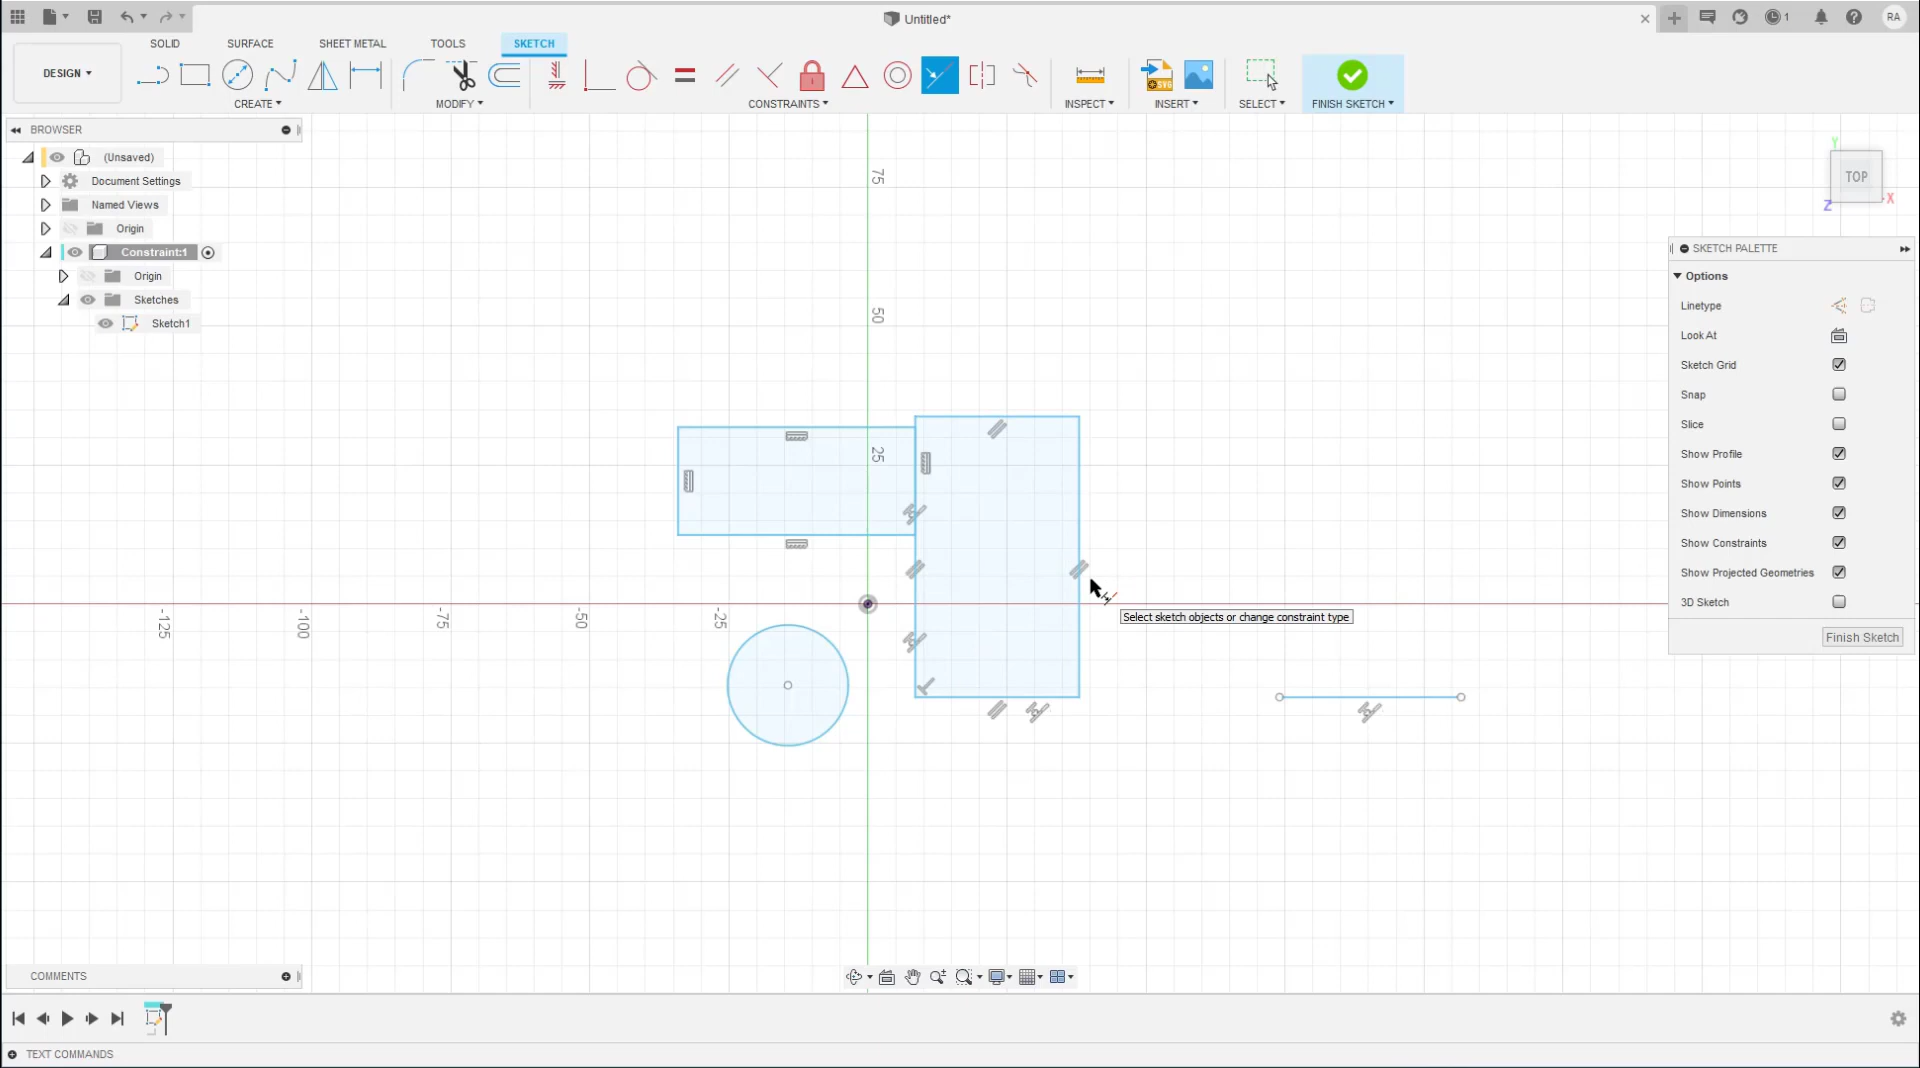 Untitled*
1
RA
DESIGN
SOLID
SURFACE
SHEET METAL
TOOLS
SKETCH
CREATE
MODIFY
CONSTRAINTS
INSPECT
INSERT
SELECT
FINISH SKETCH
BROWSER
(Unsaved)
Document Settings
Named Views
Origin
Constraint:1
Origin
Sketches
Sketch1
75
50
25
-125
-100
-75
-50
-25
Select sketch objects or change constraint type
Y
TOP
X
Z
SKETCH PALETTE
Options
Linetype
Look At
Sketch Grid
Snap
Slice
Show Profile
Show Points
Show Dimensions
Show Constraints
Show Projected Geometries
3D Sketch
Finish Sketch
COMMENTS
TEXT COMMANDS